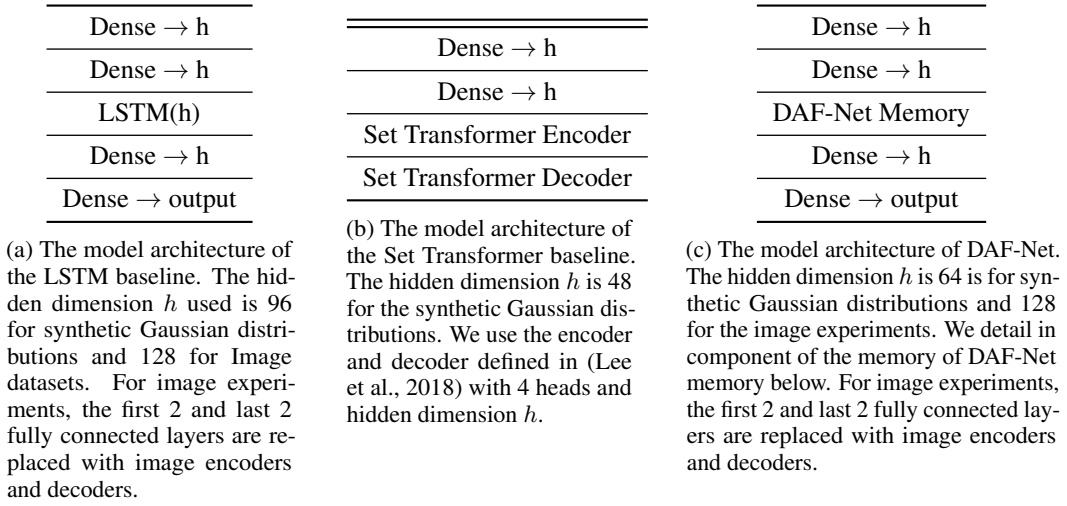 Dense → h
Dense → h
LSTM(h)
Dense → h
Dense → output
(a) The model architecture of
the LSTM baseline. The hid-
den dimension h used is 96
for synthetic Gaussian distri-
butions and 128 for Image
datasets. For image experi-
ments, the first 2 and last 2
fully connected layers are re-
placed with image encoders
and decoders.
Dense → h
Dense → h
Set Transformer Encoder
Set Transformer Decoder
(b) The model architecture of
the Set Transformer baseline.
The hidden dimension h is 48
for the synthetic Gaussian dis-
tributions. We use the encoder
and decoder defined in (Lee
et al., 2018) with 4 heads and
hidden dimension h.
Dense → h
Dense → h
DAF-Net Memory
Dense → h
Dense → output
(c) The model architecture of DAF-Net.
The hidden dimension h is 64 is for syn-
thetic Gaussian distributions and 128
for the image experiments. We detail in
component of the memory of DAF-Net
memory below. For image experiments,
the first 2 and last 2 fully connected lay-
ers are replaced with image encoders
and decoders.